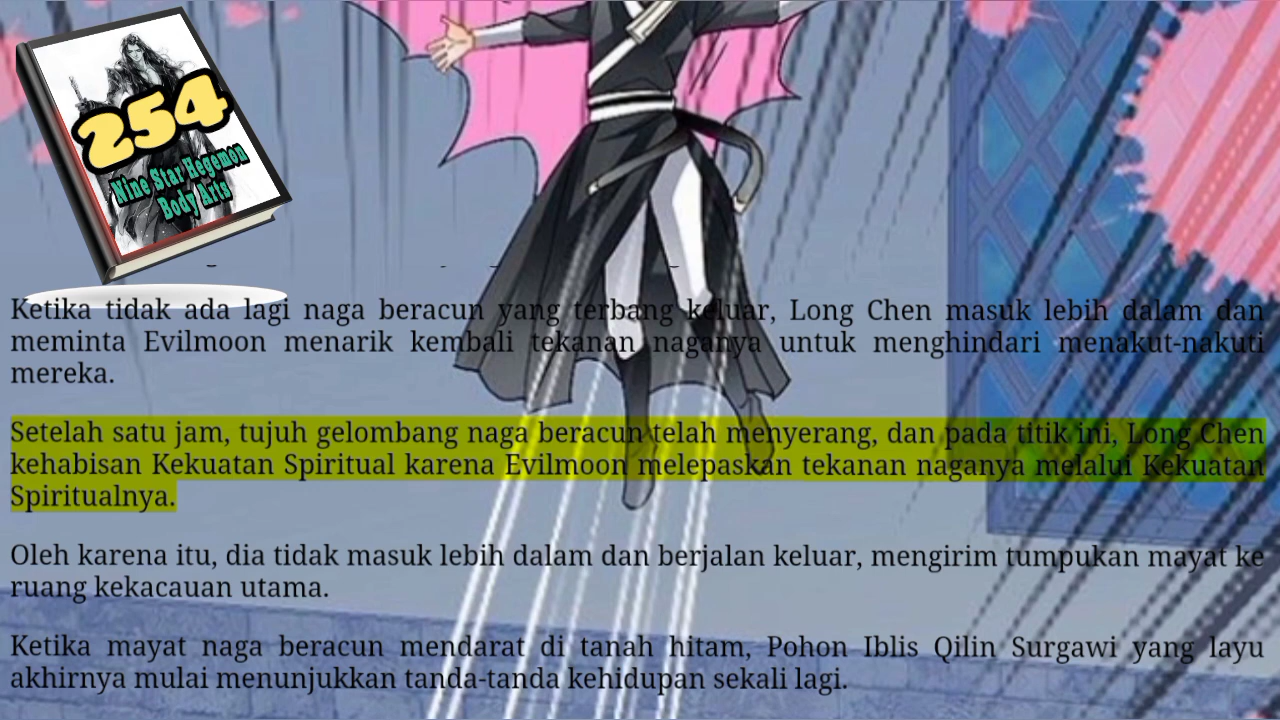 254
Nine Star Hegemon
Body Arts
Ketika tidak ada lagi naga beracun yang terbang keluar, Long Chen masuk lebih dalam dan
meminta Evilmoon menarik kembali tekanan naganya untuk menghindari menakut-nakuti
mereka.
Setelah satu jam, tujuh gelombang naga beracun telah menyerang, dan pada titik ini, Long Chen
kehabisan Kekuatan Spiritual karena Evilmoon melepaskan tekanan naganya melalui Kekuatan
Spiritualnya.
Oleh karena itu, dia tidak masuk lebih dalam dan berjalan keluar, mengirim tumpukan mayat ke
ruang kekacauan utama.
Ketika mayat naga beracun mendarat di tanah hitam, Pohon Iblis Qilin Surgawi yang layu
akhirnya mulai menunjukkan tanda-tanda kehidupan sekali lagi.